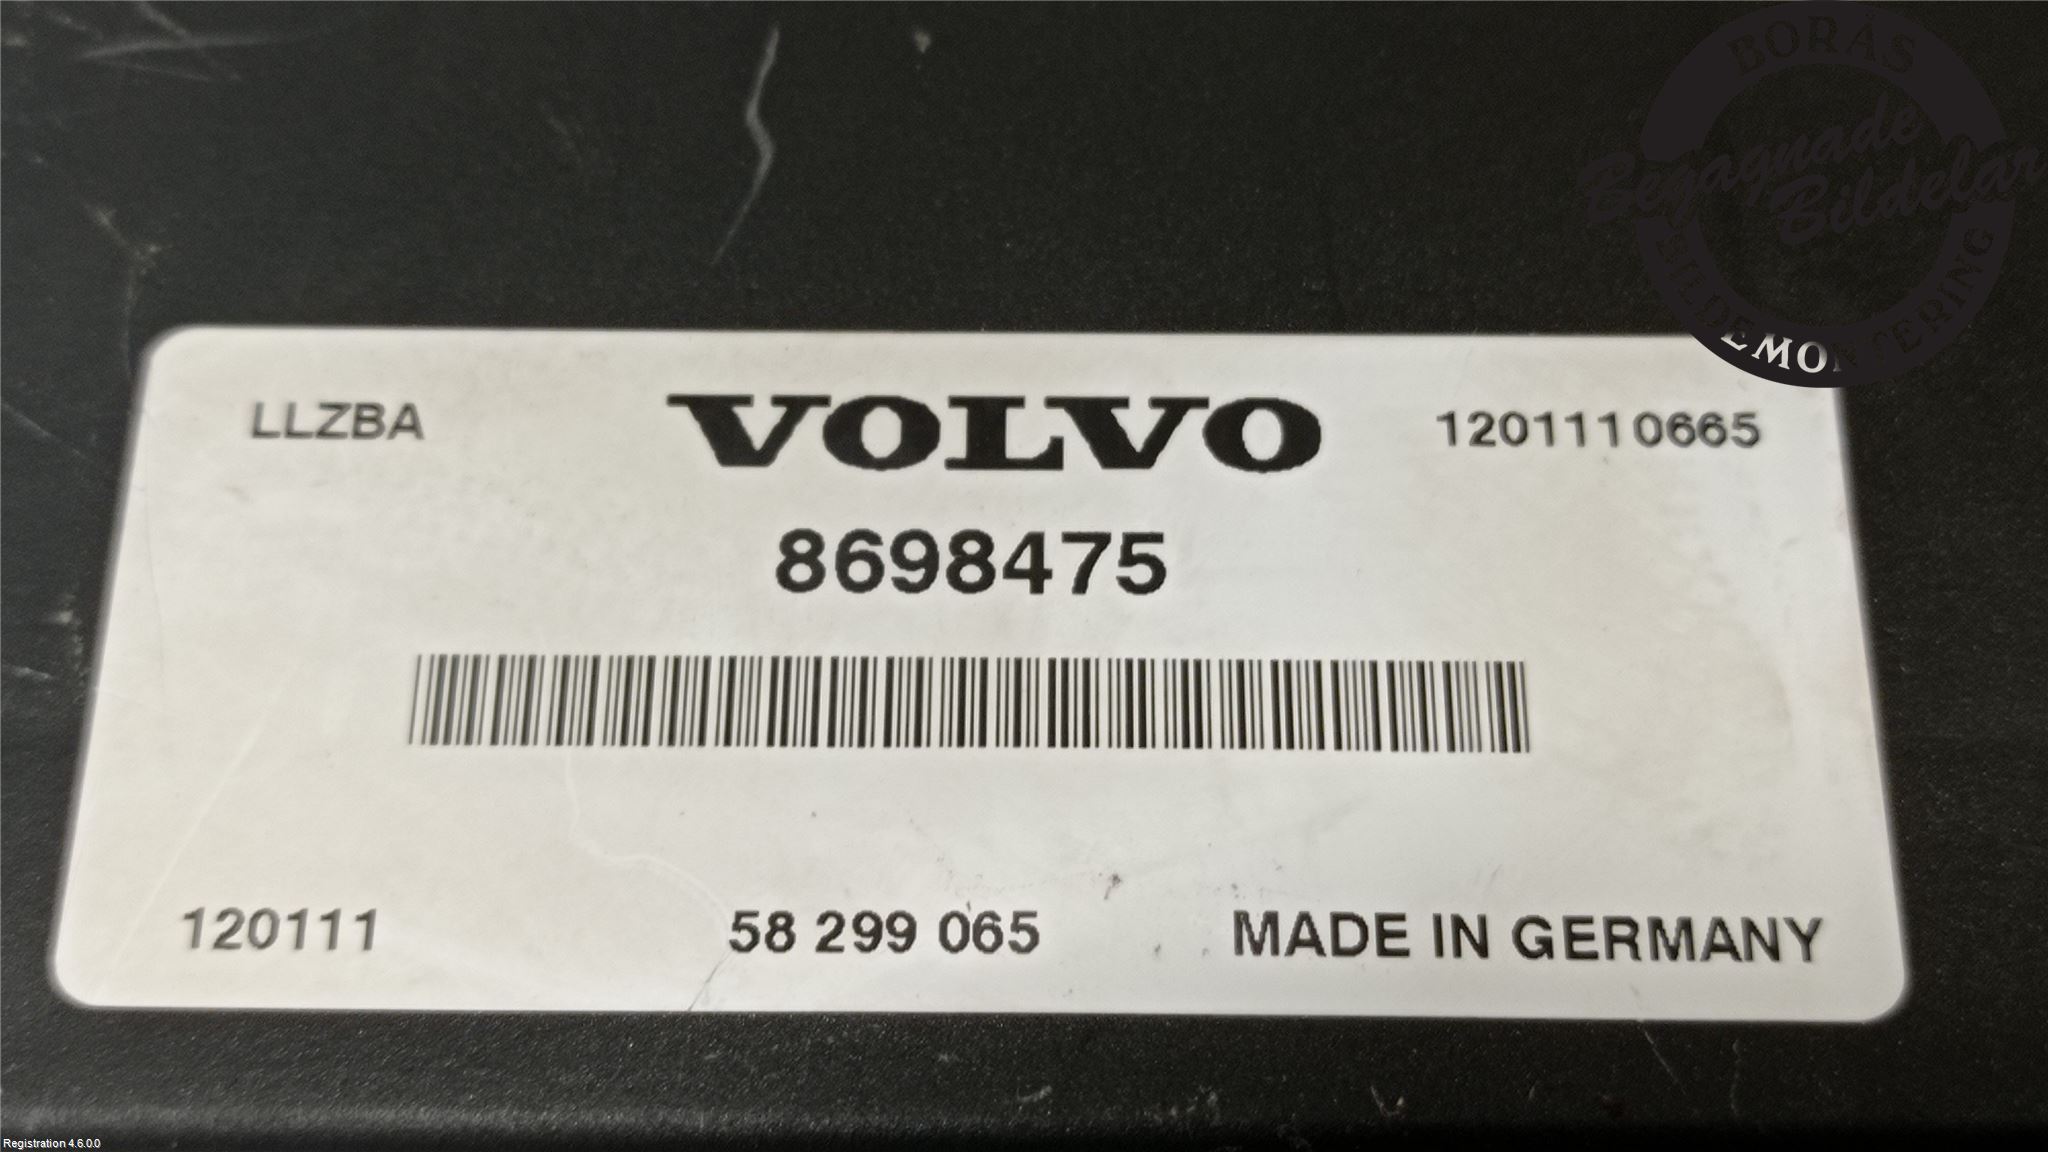 BORÅS
Begagnade
Bildelar
BILDEMONTERING
LLZBA
VOLVO
1201110665
8698475
120111
58 299 065
MADE IN GERMANY
Registration 4.6.0.0